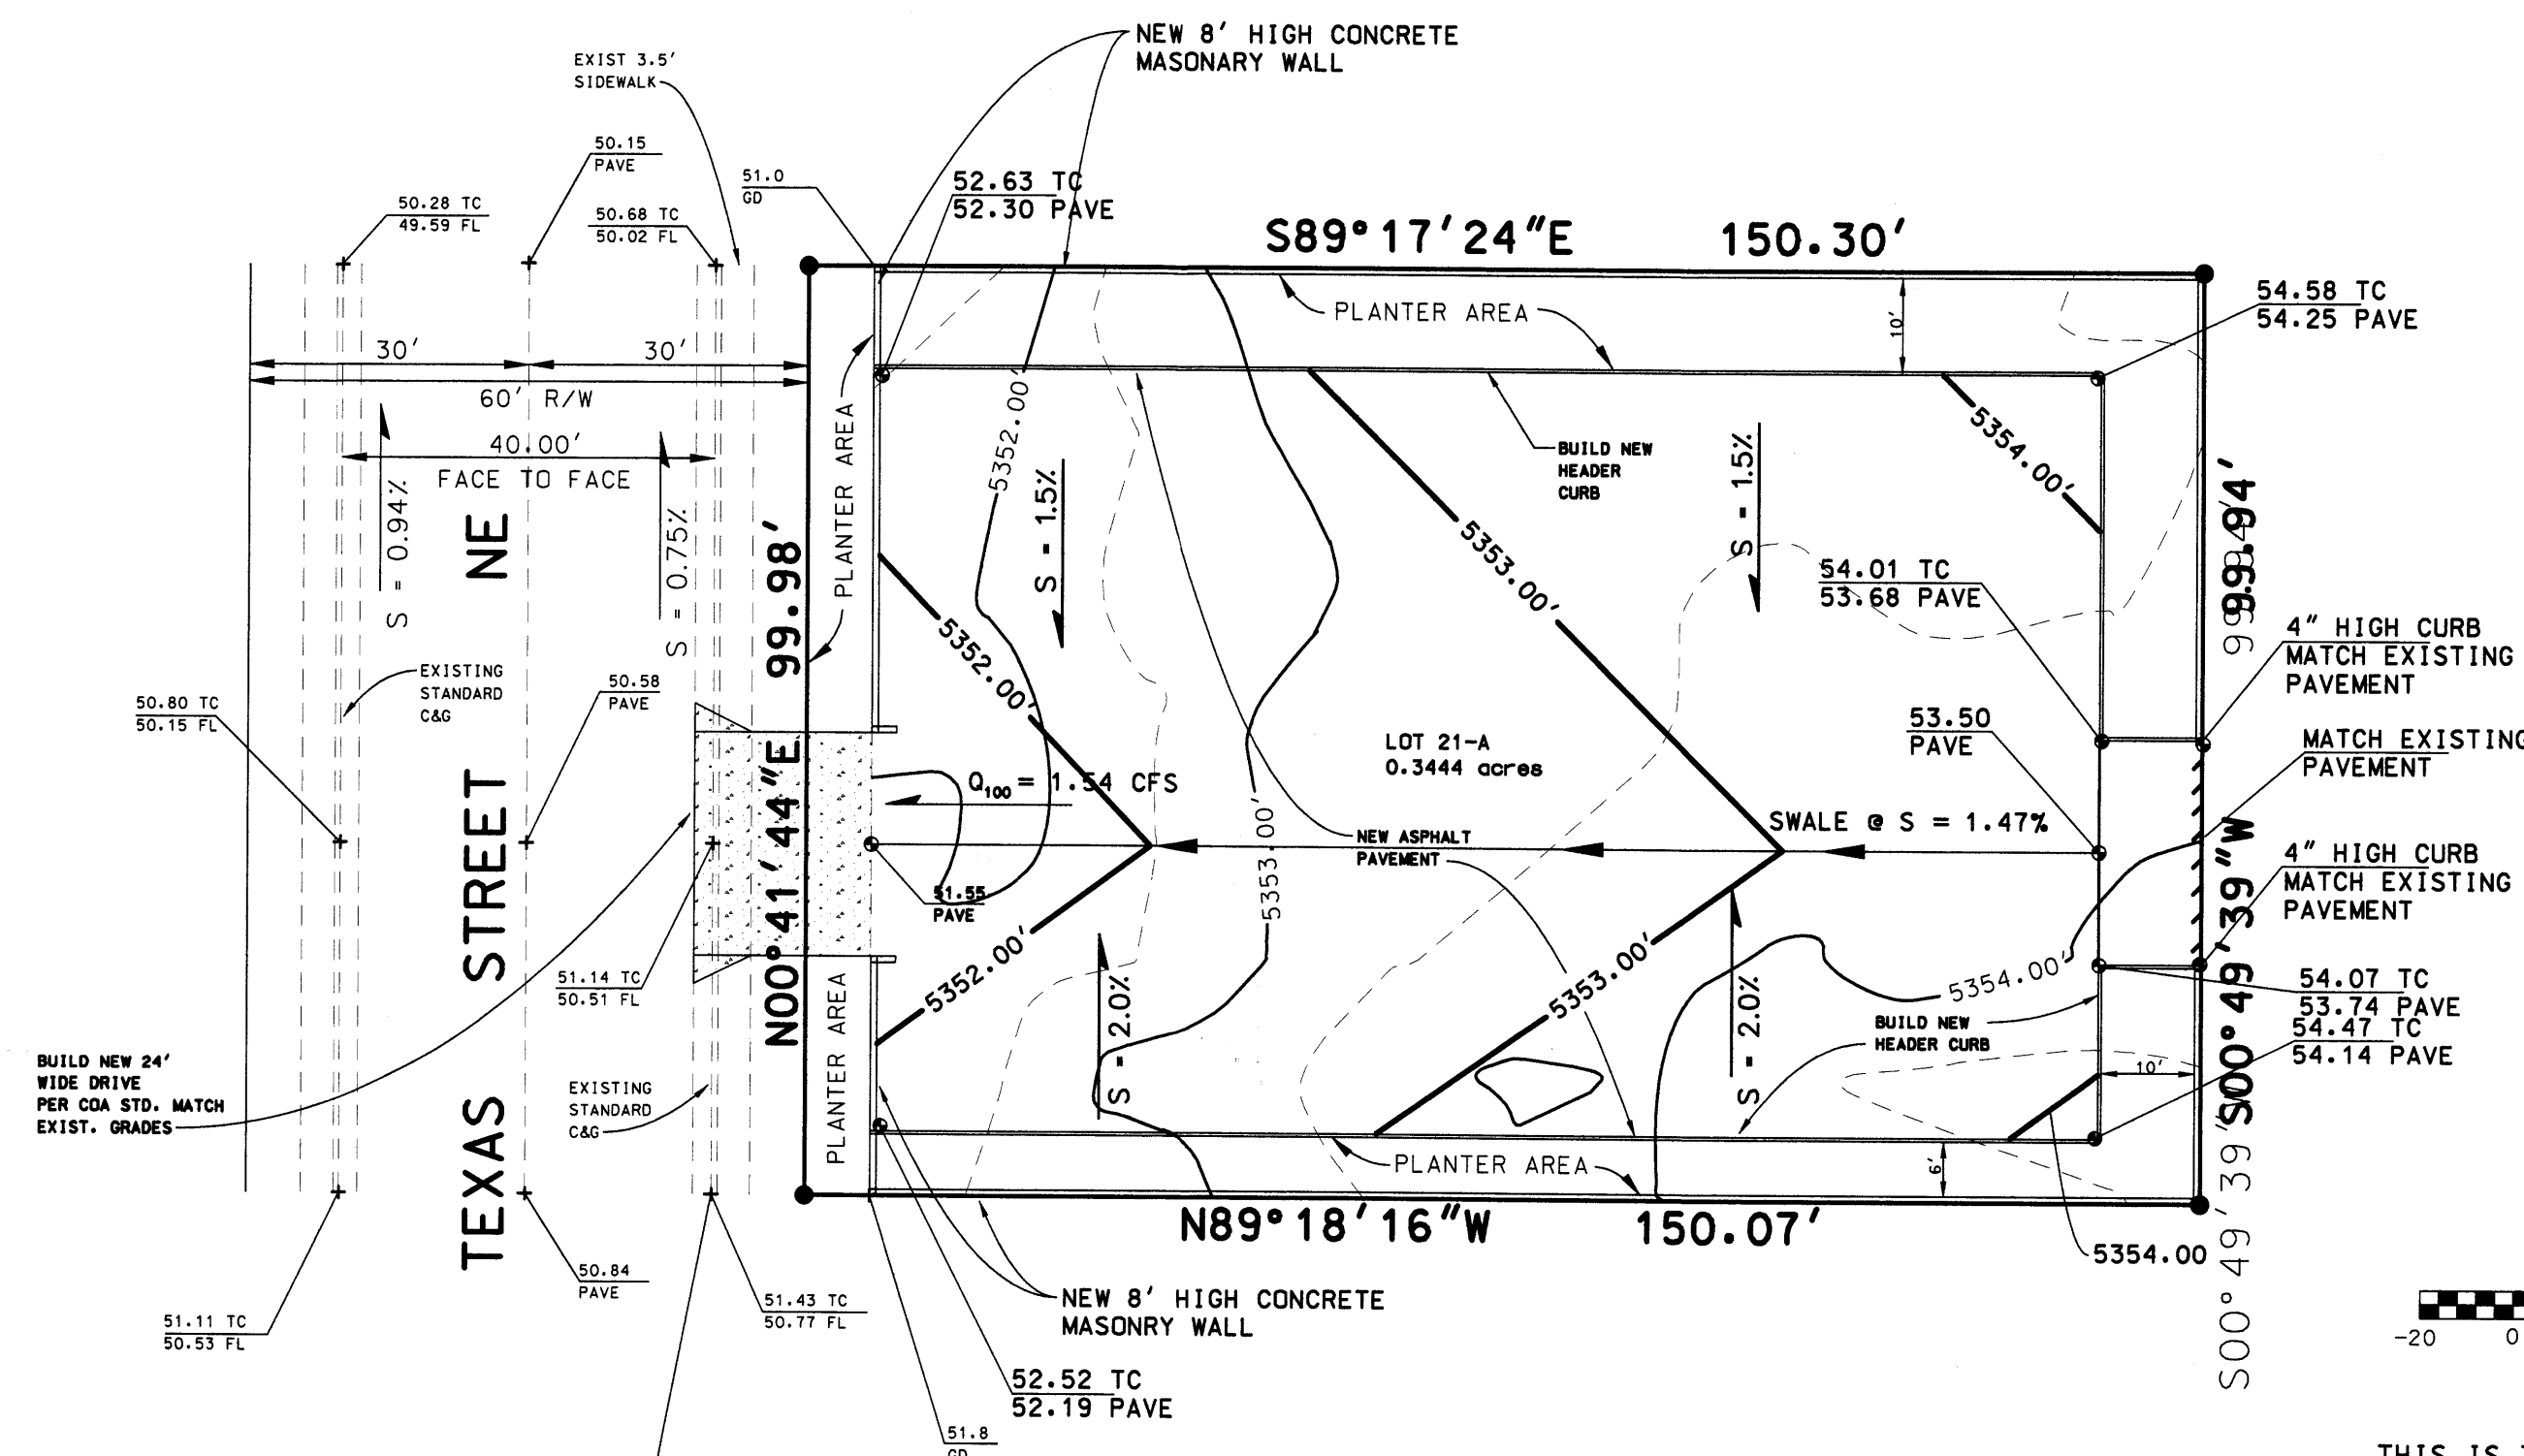 NEW 8' HIGH CONCRETE
MASONARY WALL
EXIST 3.5'
SIDEWALK
50.15
PAVE
51.0
GD
52.63 TC
52.30 PAVE
50.28 TC
49.59 FL
50.68 TC
50.02 FL
S89°17'24"E 150.30'
54.58 TC
54.25 PAVE
PLANTER AREA
10'
30'
30'
60' R/W
40.00'
FACE TO FACE
S = 0.94%
S = 0.75%
TEXAS STREET NE
N00°41'44"E 99.98'
PLANTER AREA
5352.00'
S = 1.5%
BUILD NEW
HEADER
CURB
S = 1.5%
5354.00'
5353.00'
54.01 TC
53.68 PAVE
99.94'
4" HIGH CURB
MATCH EXISTING
PAVEMENT
EXISTING
STANDARD
C&G
50.80 TC
50.15 FL
50.58
PAVE
5352.00'
LOT 21-A
0.3444 acres
53.50
PAVE
MATCH EXISTING
PAVEMENT
Q100 = 1.54 CFS
SWALE @ S = 1.47%
NEW ASPHALT
PAVEMENT
5353.00'
4" HIGH CURB
MATCH EXISTING
PAVEMENT
51.55
PAVE
5352.00'
5353.00'
5354.00'
51.14 TC
50.51 FL
S = 2.0%
S = 2.0%
PLANTER AREA
54.07 TC
53.74 PAVE
54.47 TC
54.14 PAVE
BUILD NEW
HEADER CURB
BUILD NEW 24'
WIDE DRIVE
PER COA STD. MATCH
EXIST. GRADES
EXISTING
STANDARD
C&G
10'
S00°49'39"W
S00°49'39"
PLANTER AREA
6'
N89°18'16"W 150.07'
5354.00
50.84
PAVE
51.43 TC
50.77 FL
51.11 TC
50.53 FL
NEW 8' HIGH CONCRETE
MASONRY WALL
52.52 TC
52.19 PAVE
51.8
GD
-20 0
THIS IS